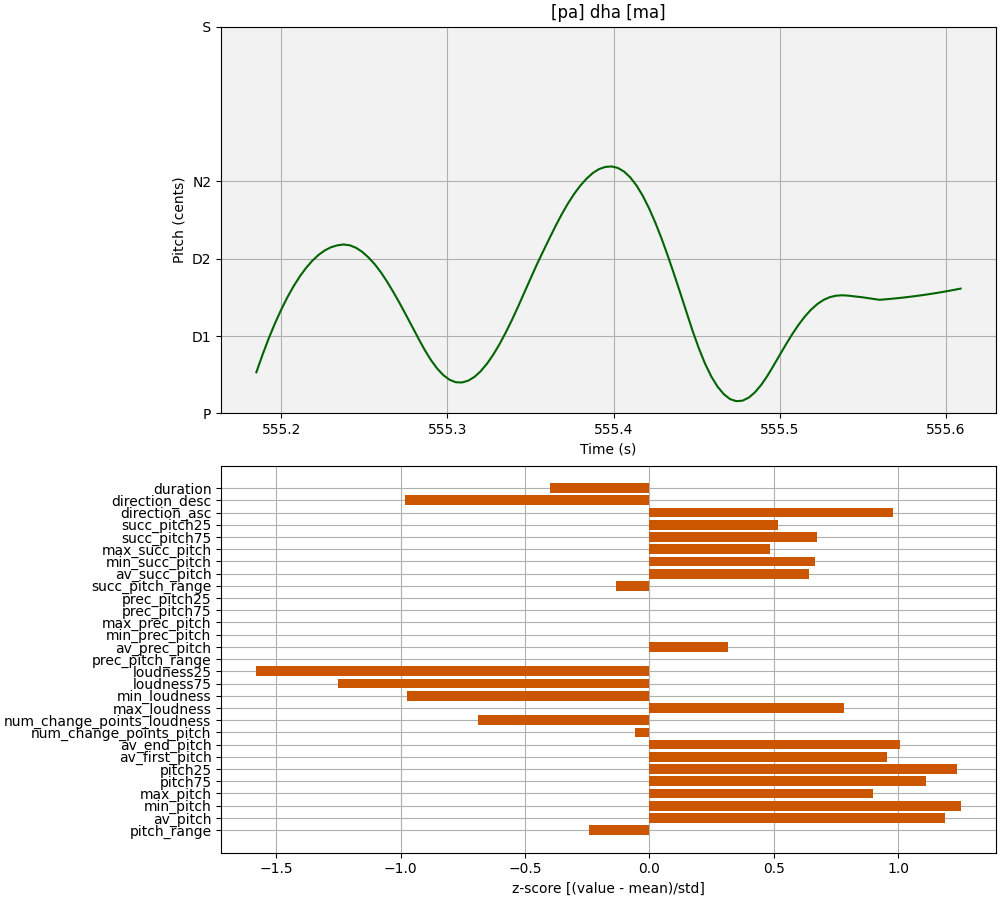 [pa] dha [ma]
S
N2
D2
D1
P
Pitch (cents)
555.2 555.3 555.4 555.5 555.6
Time (s)
duration
direction_desc
direction_asc
succ_pitch25
succ_pitch75
max_succ_pitch
min_succ_pitch
av_succ_pitch
succ_pitch_range
prec_pitch25
prec_pitch75
max_prec_pitch
min_prec_pitch
av_prec_pitch
prec_pitch_range
loudness25
loudness75
min_loudness
max_loudness
num_change_points_loudness
num_change_points_pitch
av_end_pitch
av_first_pitch
pitch25
pitch75
max_pitch
min_pitch
av_pitch
pitch_range
−1.5 −1.0 −0.5 0.0 0.5 1.0
z-score [(value - mean)/std]